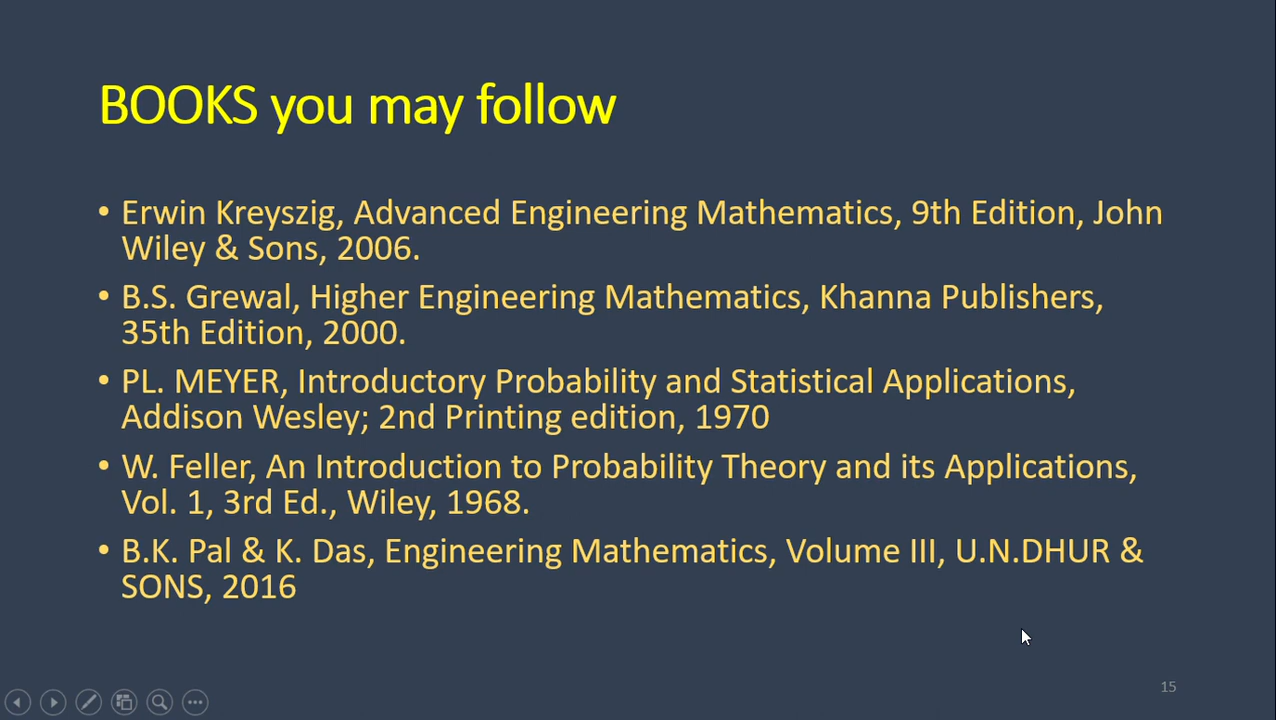 BOOKS you may follow
• Erwin Kreyszig, Advanced Engineering Mathematics, 9th Edition, John
Wiley & Sons, 2006.
• B.S. Grewal, Higher Engineering Mathematics, Khanna Publishers,
35th Edition, 2000.
• PL. MEYER, Introductory Probability and Statistical Applications,
Addison Wesley; 2nd Printing edition, 1970
• W. Feller, An Introduction to Probability Theory and its Applications,
Vol. 1, 3rd Ed., Wiley, 1968.
• B.K. Pal & K. Das, Engineering Mathematics, Volume III, U.N.DHUR &
SONS, 2016
15